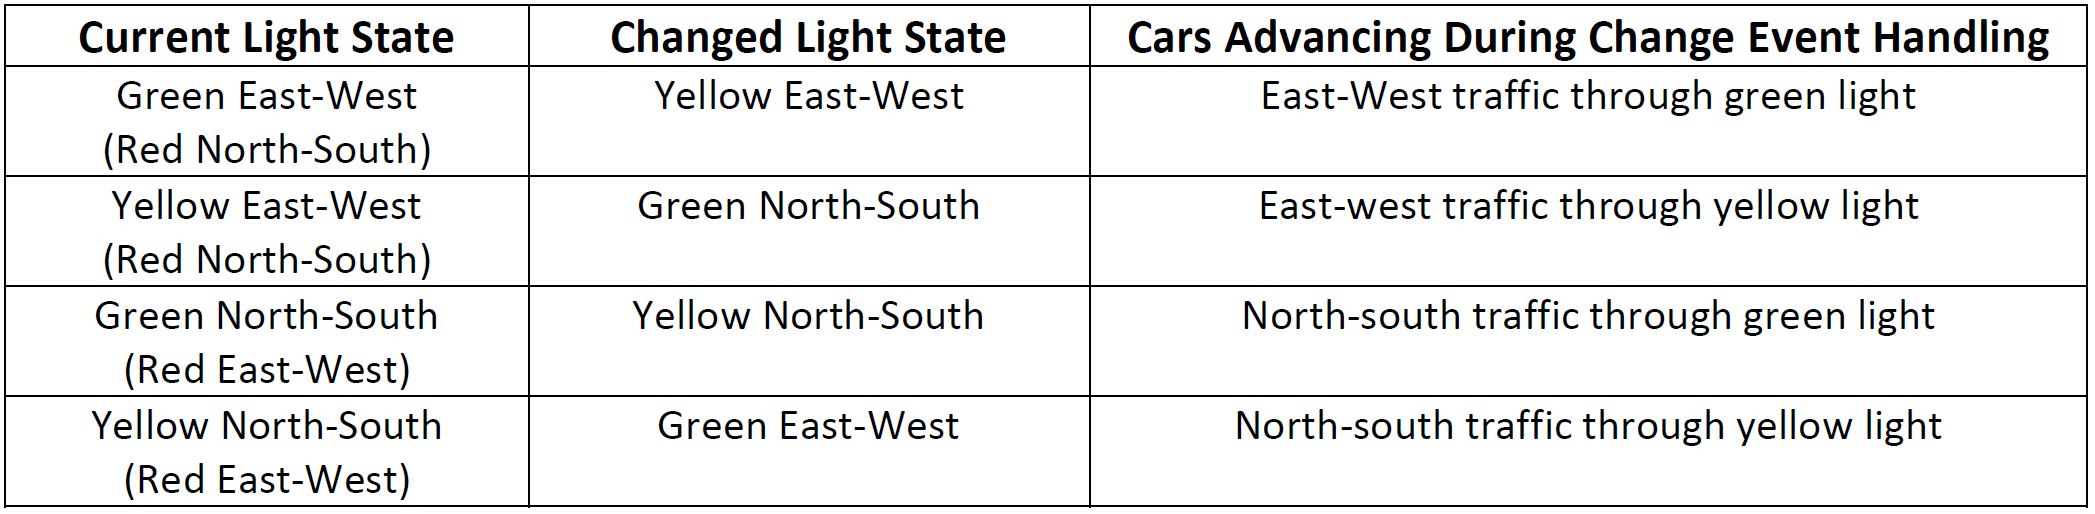 Current Light State Changed Light State Cars Advancing During Change Event Handling
Green East-West Yellow East-West East-West traffic through green light
(Red North-South)
Yellow East-West Green North-South East-west traffic through yellow light
(Red North-South)
Green North-South Yellow North-South North-south traffic through green light
(Red East-West)
Yellow North-South Green East-West North-south traffic through yellow light
(Red East-West)